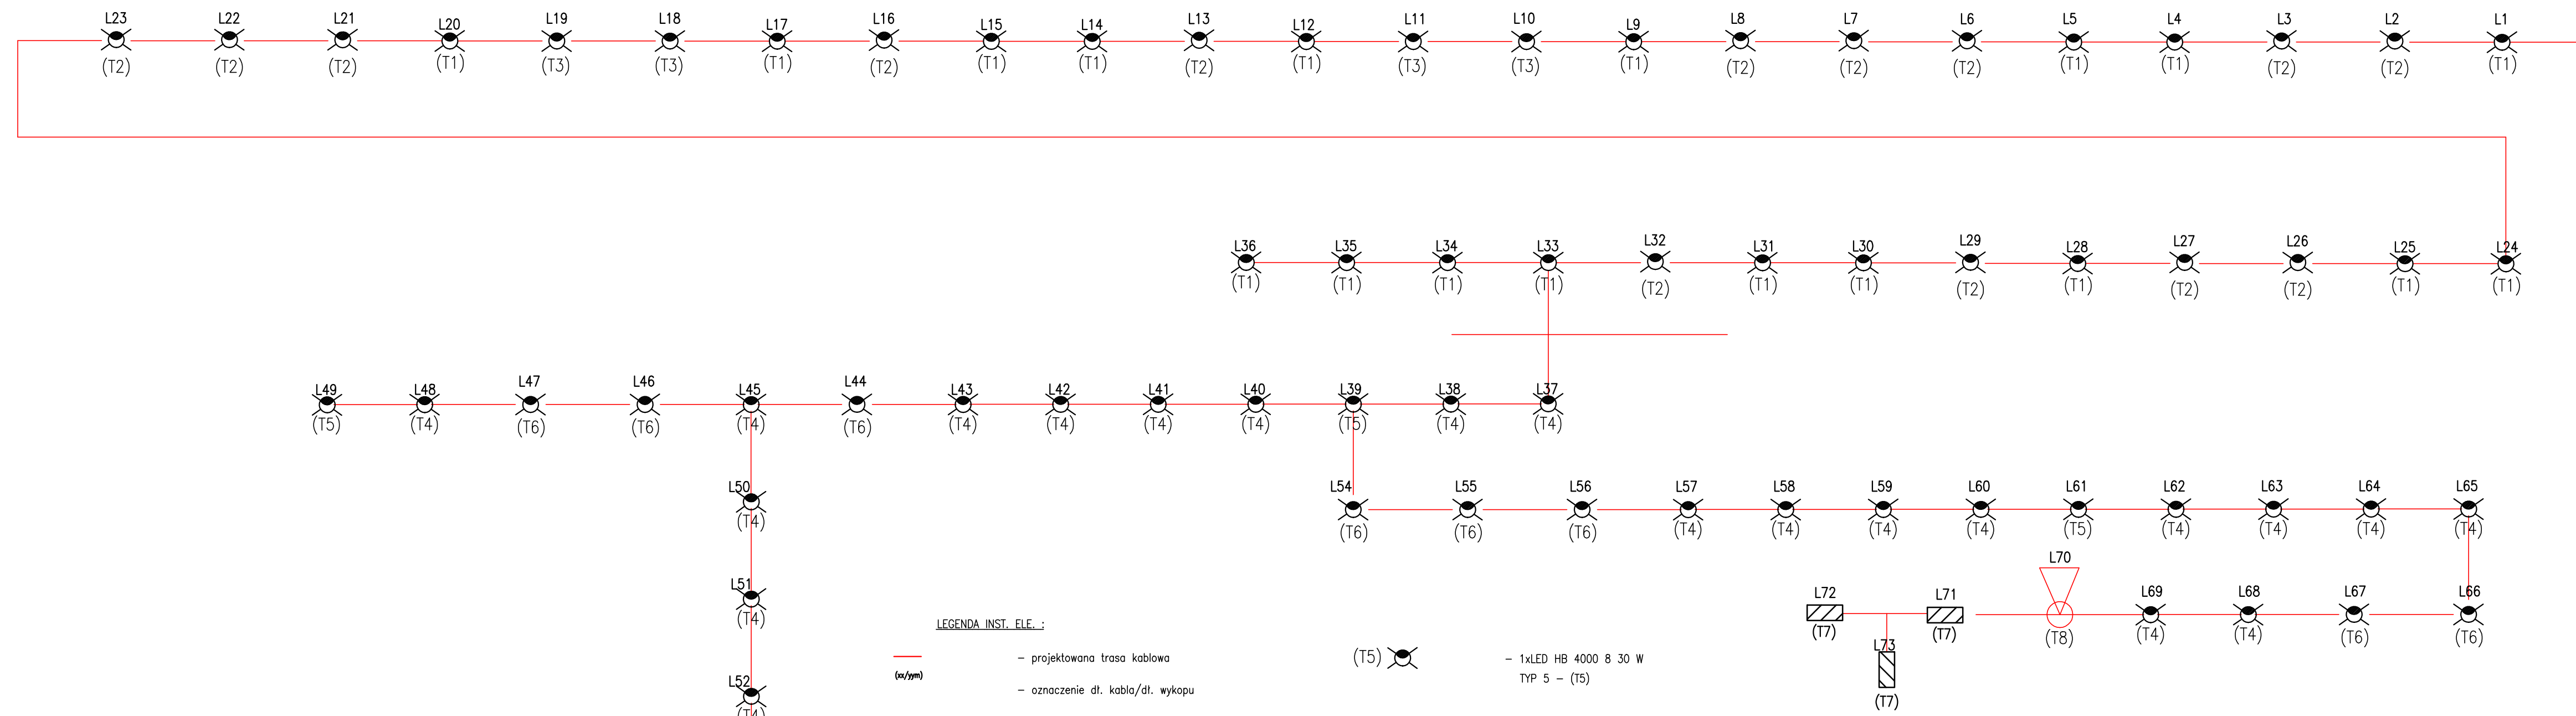 L23 L22 L21 L20 L19 L18 L17 L16 L15 L14 L13 L12 L11 L10 L9 L8 L7 L6 L5 L4 L3 L2 L1
(T2) (T2) (T2) (T1) (T3) (T3) (T1) (T2) (T1) (T1) (T2) (T1) (T3) (T3) (T1) (T2) (T2) (T2) (T1) (T1) (T2) (T2) (T1)
L36 L35 L34 L33 L32 L31 L30 L29 L28 L27 L26 L25 L24
(T1) (T1) (T1) (T1) (T2) (T1) (T1) (T2) (T1) (T2) (T2) (T1) (T1)
L49 L48 L47 L46 L45 L44 L43 L42 L41 L40 L39 L38 L37
(T5) (T4) (T6) (T6) (T4) (T6) (T4) (T4) (T4) (T4) (T5) (T4) (T4)
L50 L54 L55 L56 L57 L58 L59 L60 L61 L62 L63 L64 L65
(T4) (T6) (T6) (T6) (T4) (T4) (T4) (T4) (T5) (T4) (T4) (T4) (T4)
L70
L51 L72 L71 L69 L68 L67 L66
(T4) (T7) (T7) (T8) (T4) (T4) (T6) (T6)
LEGENDA INST. ELE. :
L73
– projektowana trasa kablowa
(T5) – 1xLED HB 4000 8 30 W
(xx/yym)
TYP 5 – (T5)
L52
– oznaczenie dł. kabla/dł. wykopu
(T7)
(T4)